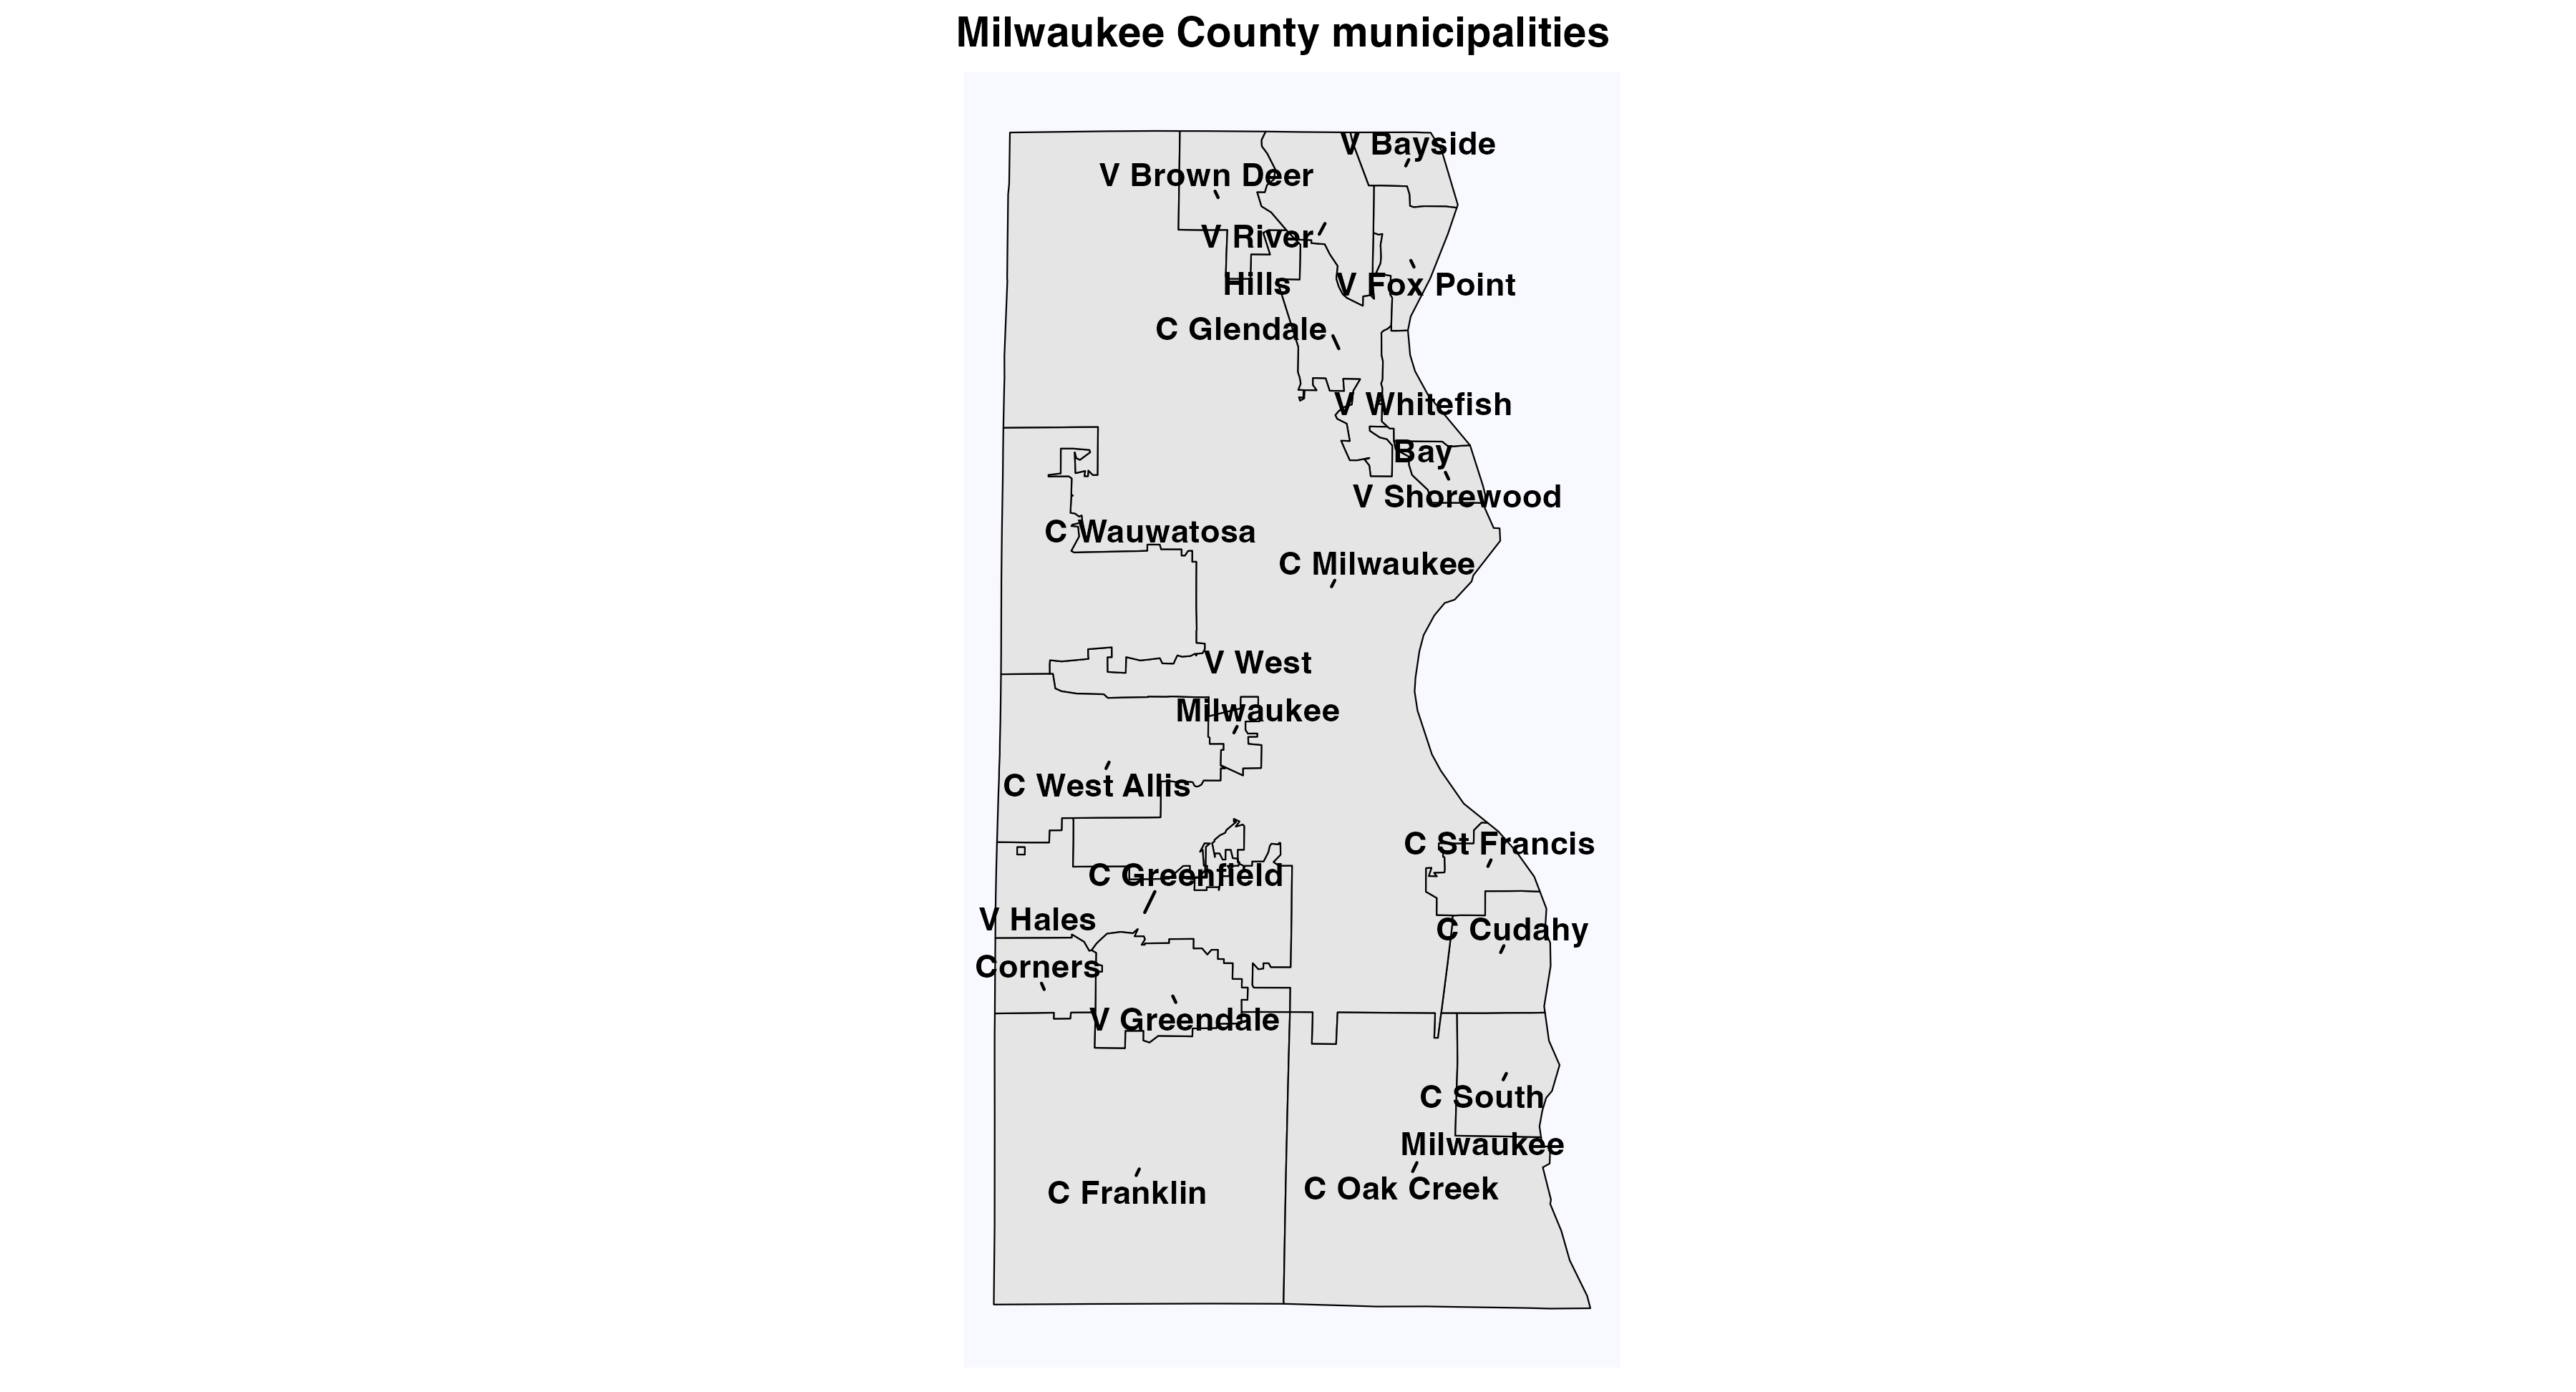 Milwaukee County municipalities
V Bayside
V Brown Deer
V River
Hills
V Fox Point
C Glendale
V Whitefish
Bay
V Shorewood
C Wauwatosa
C Milwaukee
V West
Milwaukee
C West Allis
C St Francis
C Greenfield
V Hales
Corners
C Cudahy
V Greendale
C South
Milwaukee
C Franklin
C Oak Creek